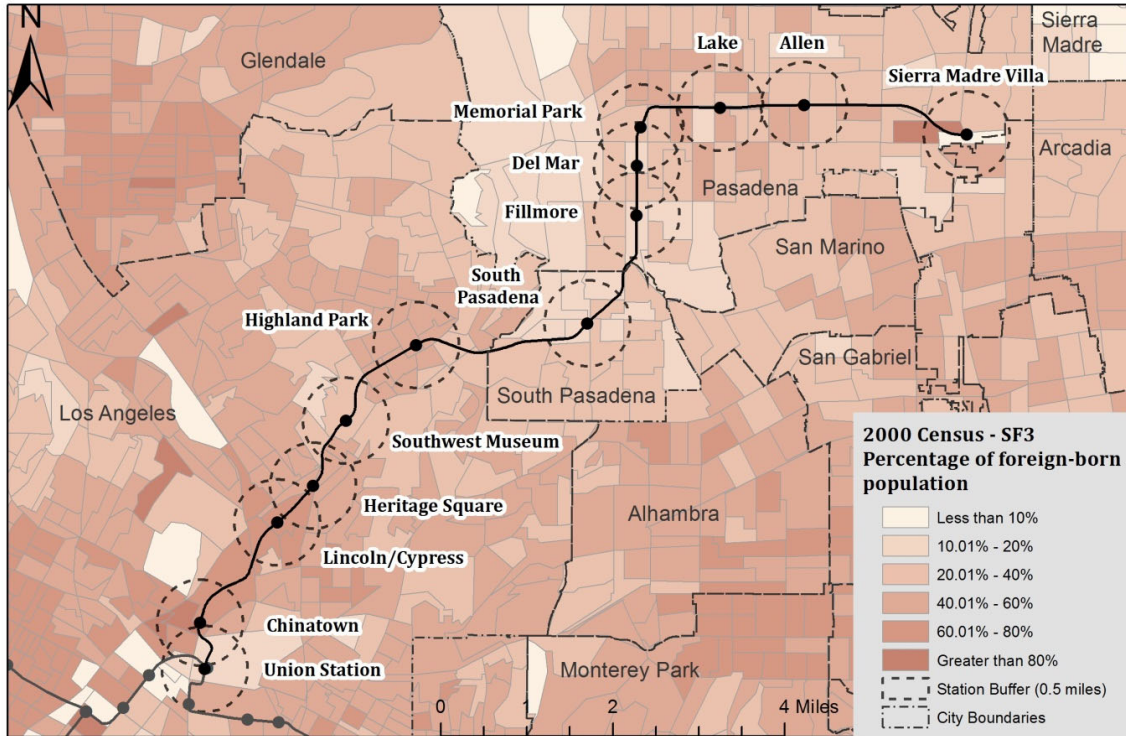 N
Glendale
Lake
Allen
Sierra
Madre
Sierra Madre Villa
Memorial Park
Arcadia
Del Mar
Pasadena
Fillmore
San Marino
South
Pasadena
Highland Park
San Gabriel
South Pasadena
Los Angeles
Southwest Museum
Heritage Square
Alhambra
Lincoln/Cypress
Chinatown
Union Station
Monterey Park
0 2 4 Miles
2000 Census - SF3
Percentage of foreign-born
population
Less than 10%
10.01% - 20%
20.01% - 40%
40.01% - 60%
60.01% - 80%
Greater than 80%
Station Buffer (0.5 miles)
City Boundaries